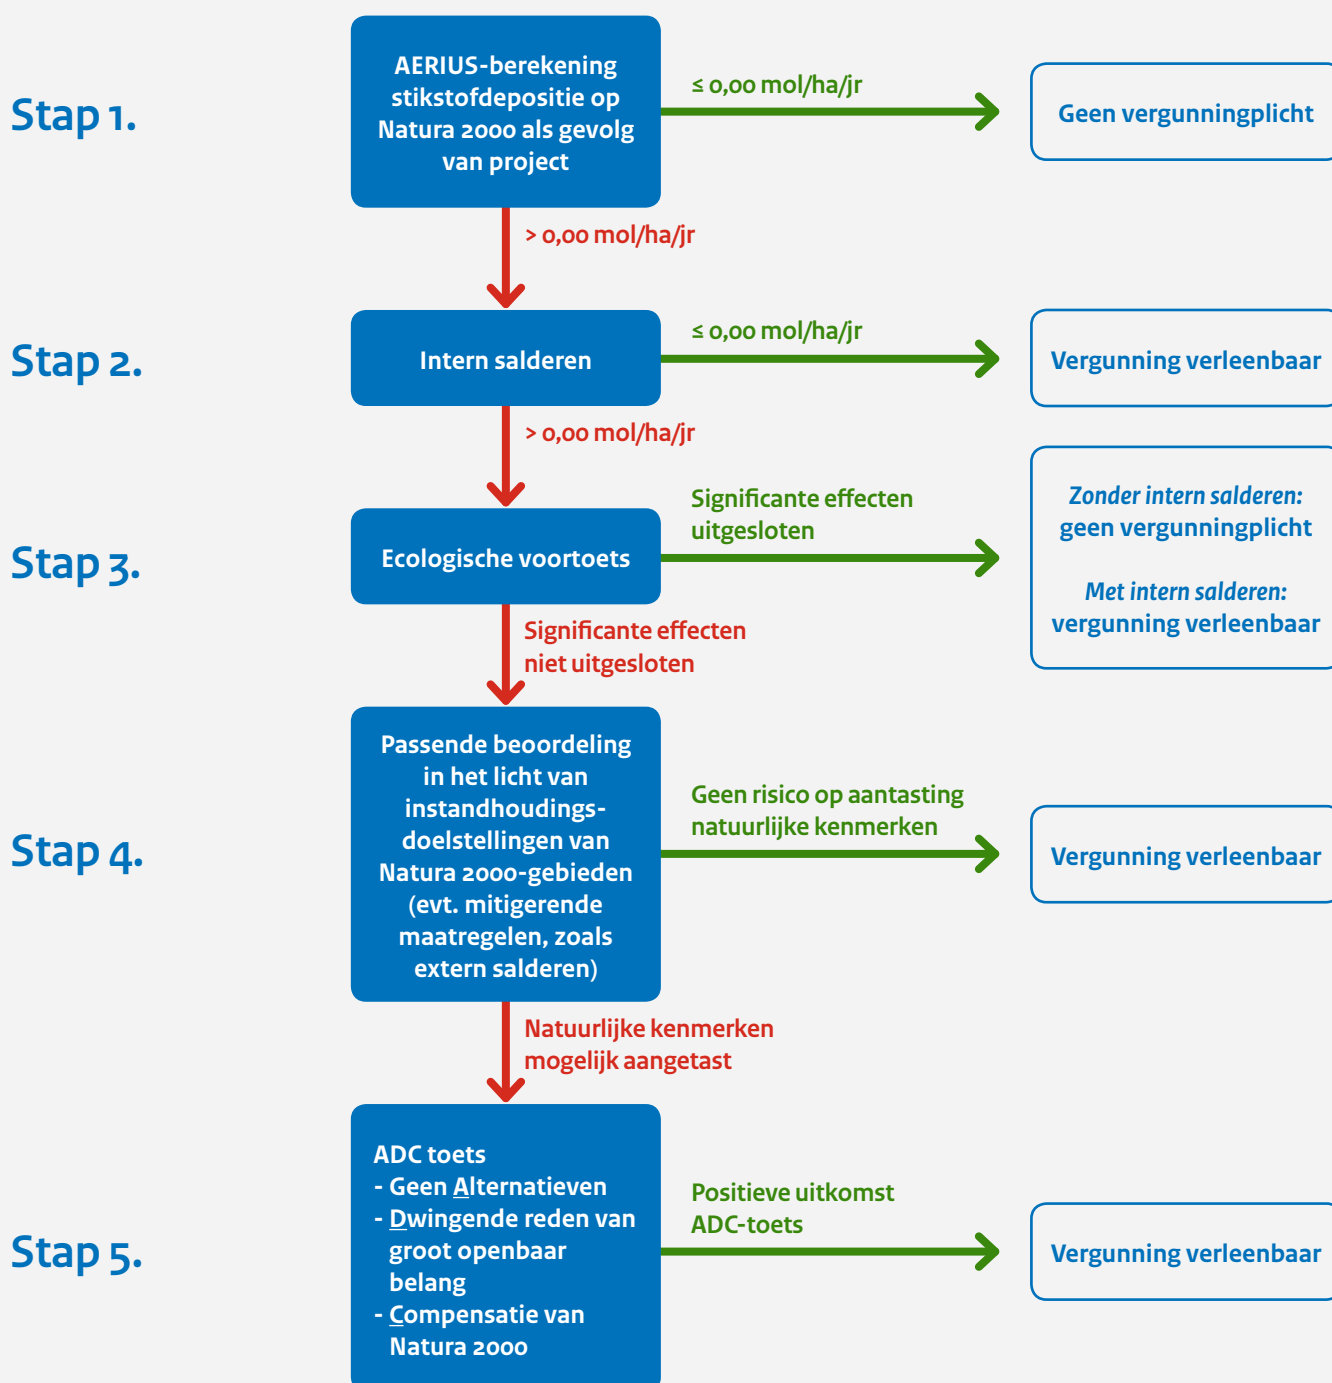 Stap 1.
AERIUS-berekening
stikstofdepositie op
Natura 2000 als gevolg
van project
≤ 0,00 mol/ha/jr
Geen vergunningplicht
> 0,00 mol/ha/jr
Stap 2.
Intern salderen
≤ 0,00 mol/ha/jr
Vergunning verleenbaar
> 0,00 mol/ha/jr
Stap 3.
Ecologische voortoets
Significante effecten
uitgesloten
Zonder intern salderen:
geen vergunningplicht
Met intern salderen:
vergunning verleenbaar
Significante effecten
niet uitgesloten
Stap 4.
Passende beoordeling
in het licht van
instandhoudings-
doelstellingen van
Natura 2000-gebieden
(evt. mitigerende
maatregelen, zoals
extern salderen)
Geen risico op aantasting
natuurlijke kenmerken
Vergunning verleenbaar
Natuurlijke kenmerken
mogelijk aangetast
Stap 5.
ADC toets
- Geen Alternatieven
- Dwingende reden van
groot openbaar
belang
- Compensatie van
Natura 2000
Positieve uitkomst
ADC-toets
Vergunning verleenbaar